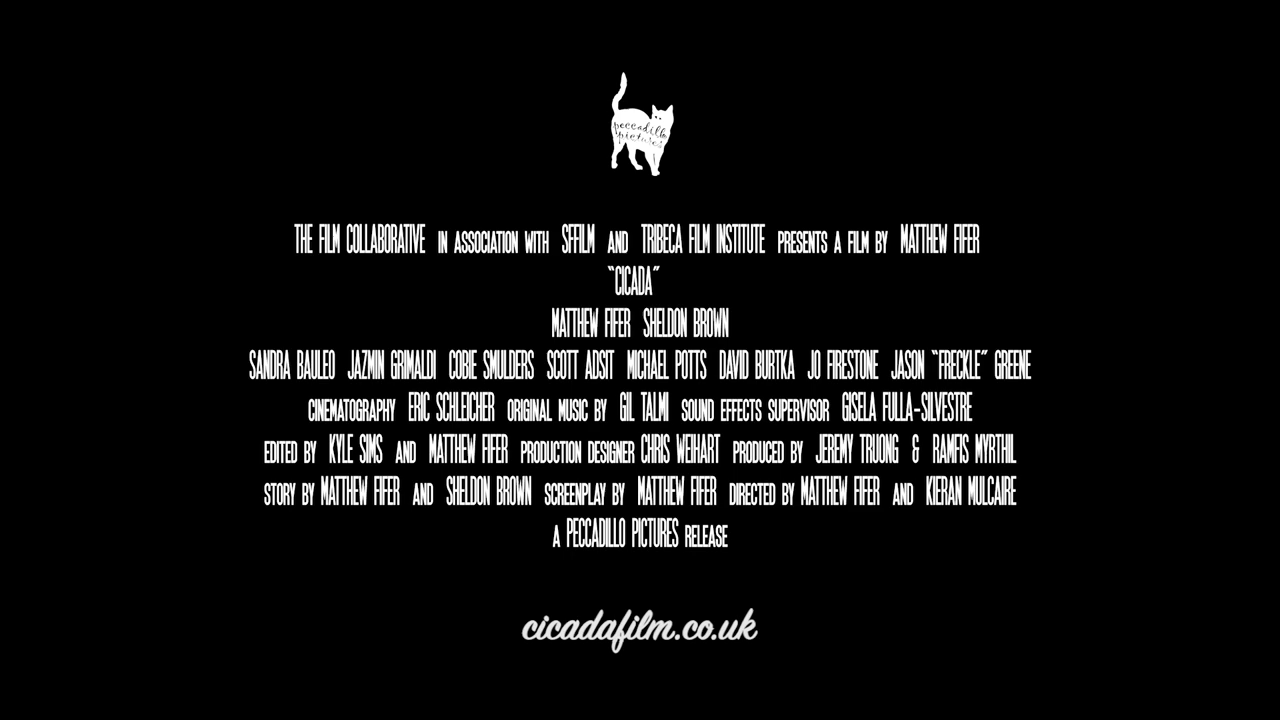 peccadillo
pictures
THE FILM COLLABORATIVE IN ASSOCIATION WITH SFFILM AND TRIBECA FILM INSTITUTE PRESENTS A FILM BY MATTHEW FIFER
“CICADA”
MATTHEW FIFER SHELDON BROWN
SANDRA BAULEO JAZMIN GRIMALDI COBIE SMULDERS SCOTT ADSIT MICHAEL POTTS DAVID BURTKA JO FIRESTONE JASON “FRECKLE” GREENE
CINEMATOGRAPHY ERIC SCHLEICHER ORIGINAL MUSIC BY GIL TALMI SOUND EFFECTS SUPERVISOR GISELA FULLA-SILVESTRE
EDITED BY KYLE SIMS AND MATTHEW FIFER PRODUCTION DESIGNER CHRIS WEIHART PRODUCED BY JEREMY TRUONG & RAMFIS MYRTHIL
STORY BY MATTHEW FIFER AND SHELDON BROWN SCREENPLAY BY MATTHEW FIFER DIRECTED BY MATTHEW FIFER AND KIERAN MULCAIRE
A PECCADILLO PICTURES RELEASE
cicadafilm.co.uk